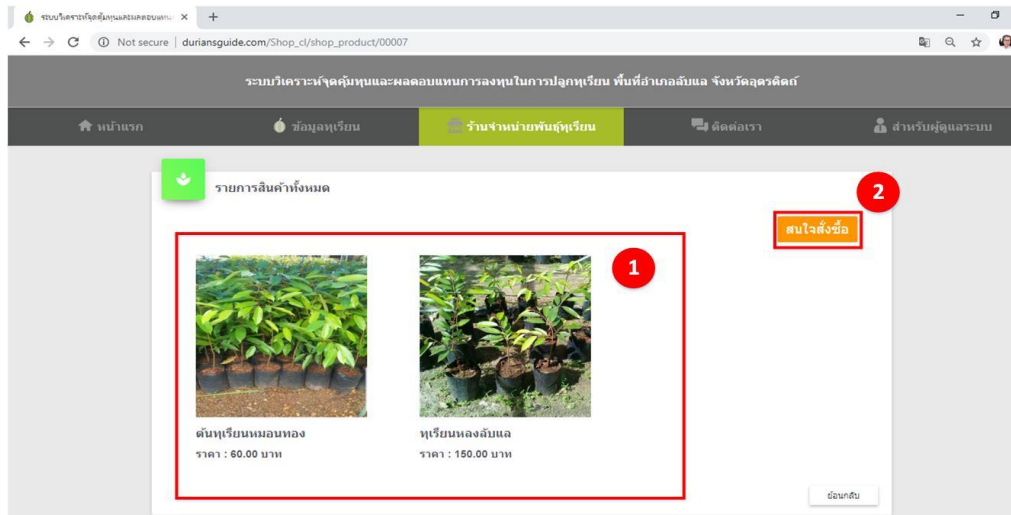 ระบบวิเคราะห์จุดคุ้มทุนและผลตอบแทน
Not secure | duriansguide.com/Shop_cl/shop_product/00007
ระบบวิเคราะห์จุดคุ้มทุนและผลตอบแทนการลงทุนในการปลูกทุเรียน พื้นที่อำเภอลับแล จังหวัดอุตรดิตถ์
หน้าแรก ข้อมูลทุเรียน ร้านจำหน่ายพันธุ์ทุเรียน ติดต่อเรา สำหรับผู้ดูแลระบบ
รายการสินค้าทั้งหมด
2
สนใจสั่งซื้อ
1
ต้นทุเรียนหมอนทอง ทุเรียนหลงลับแล
ราคา : 60.00 บาท ราคา : 150.00 บาท
ย้อนกลับ